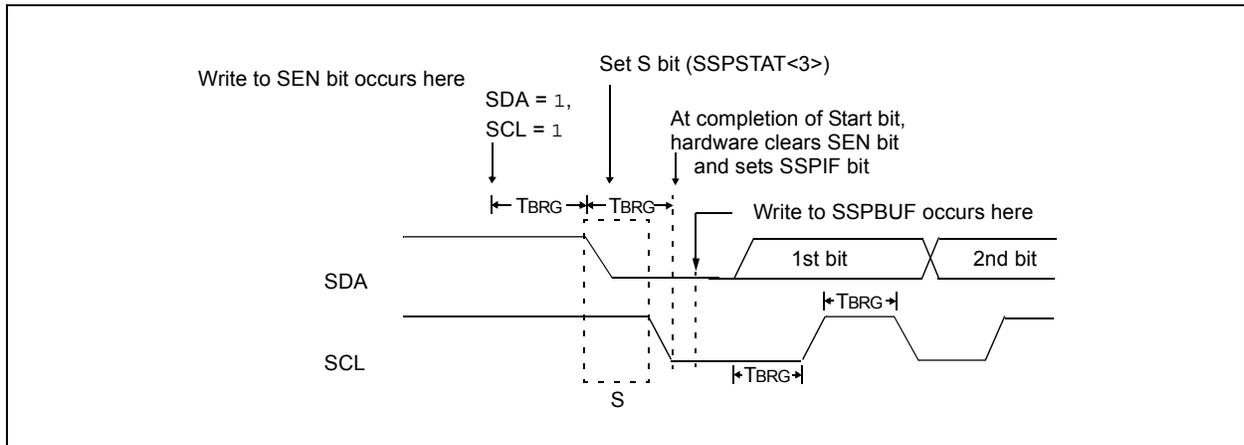 Set S bit (SSPSTAT<3>)
Write to SEN bit occurs here
SDA = 1,
SCL = 1
At completion of Start bit,
hardware clears SEN bit
and sets SSPIF bit
TBRG
TBRG
Write to SSPBUF occurs here
1st bit
2nd bit
SDA
TBRG
SCL
TBRG
S